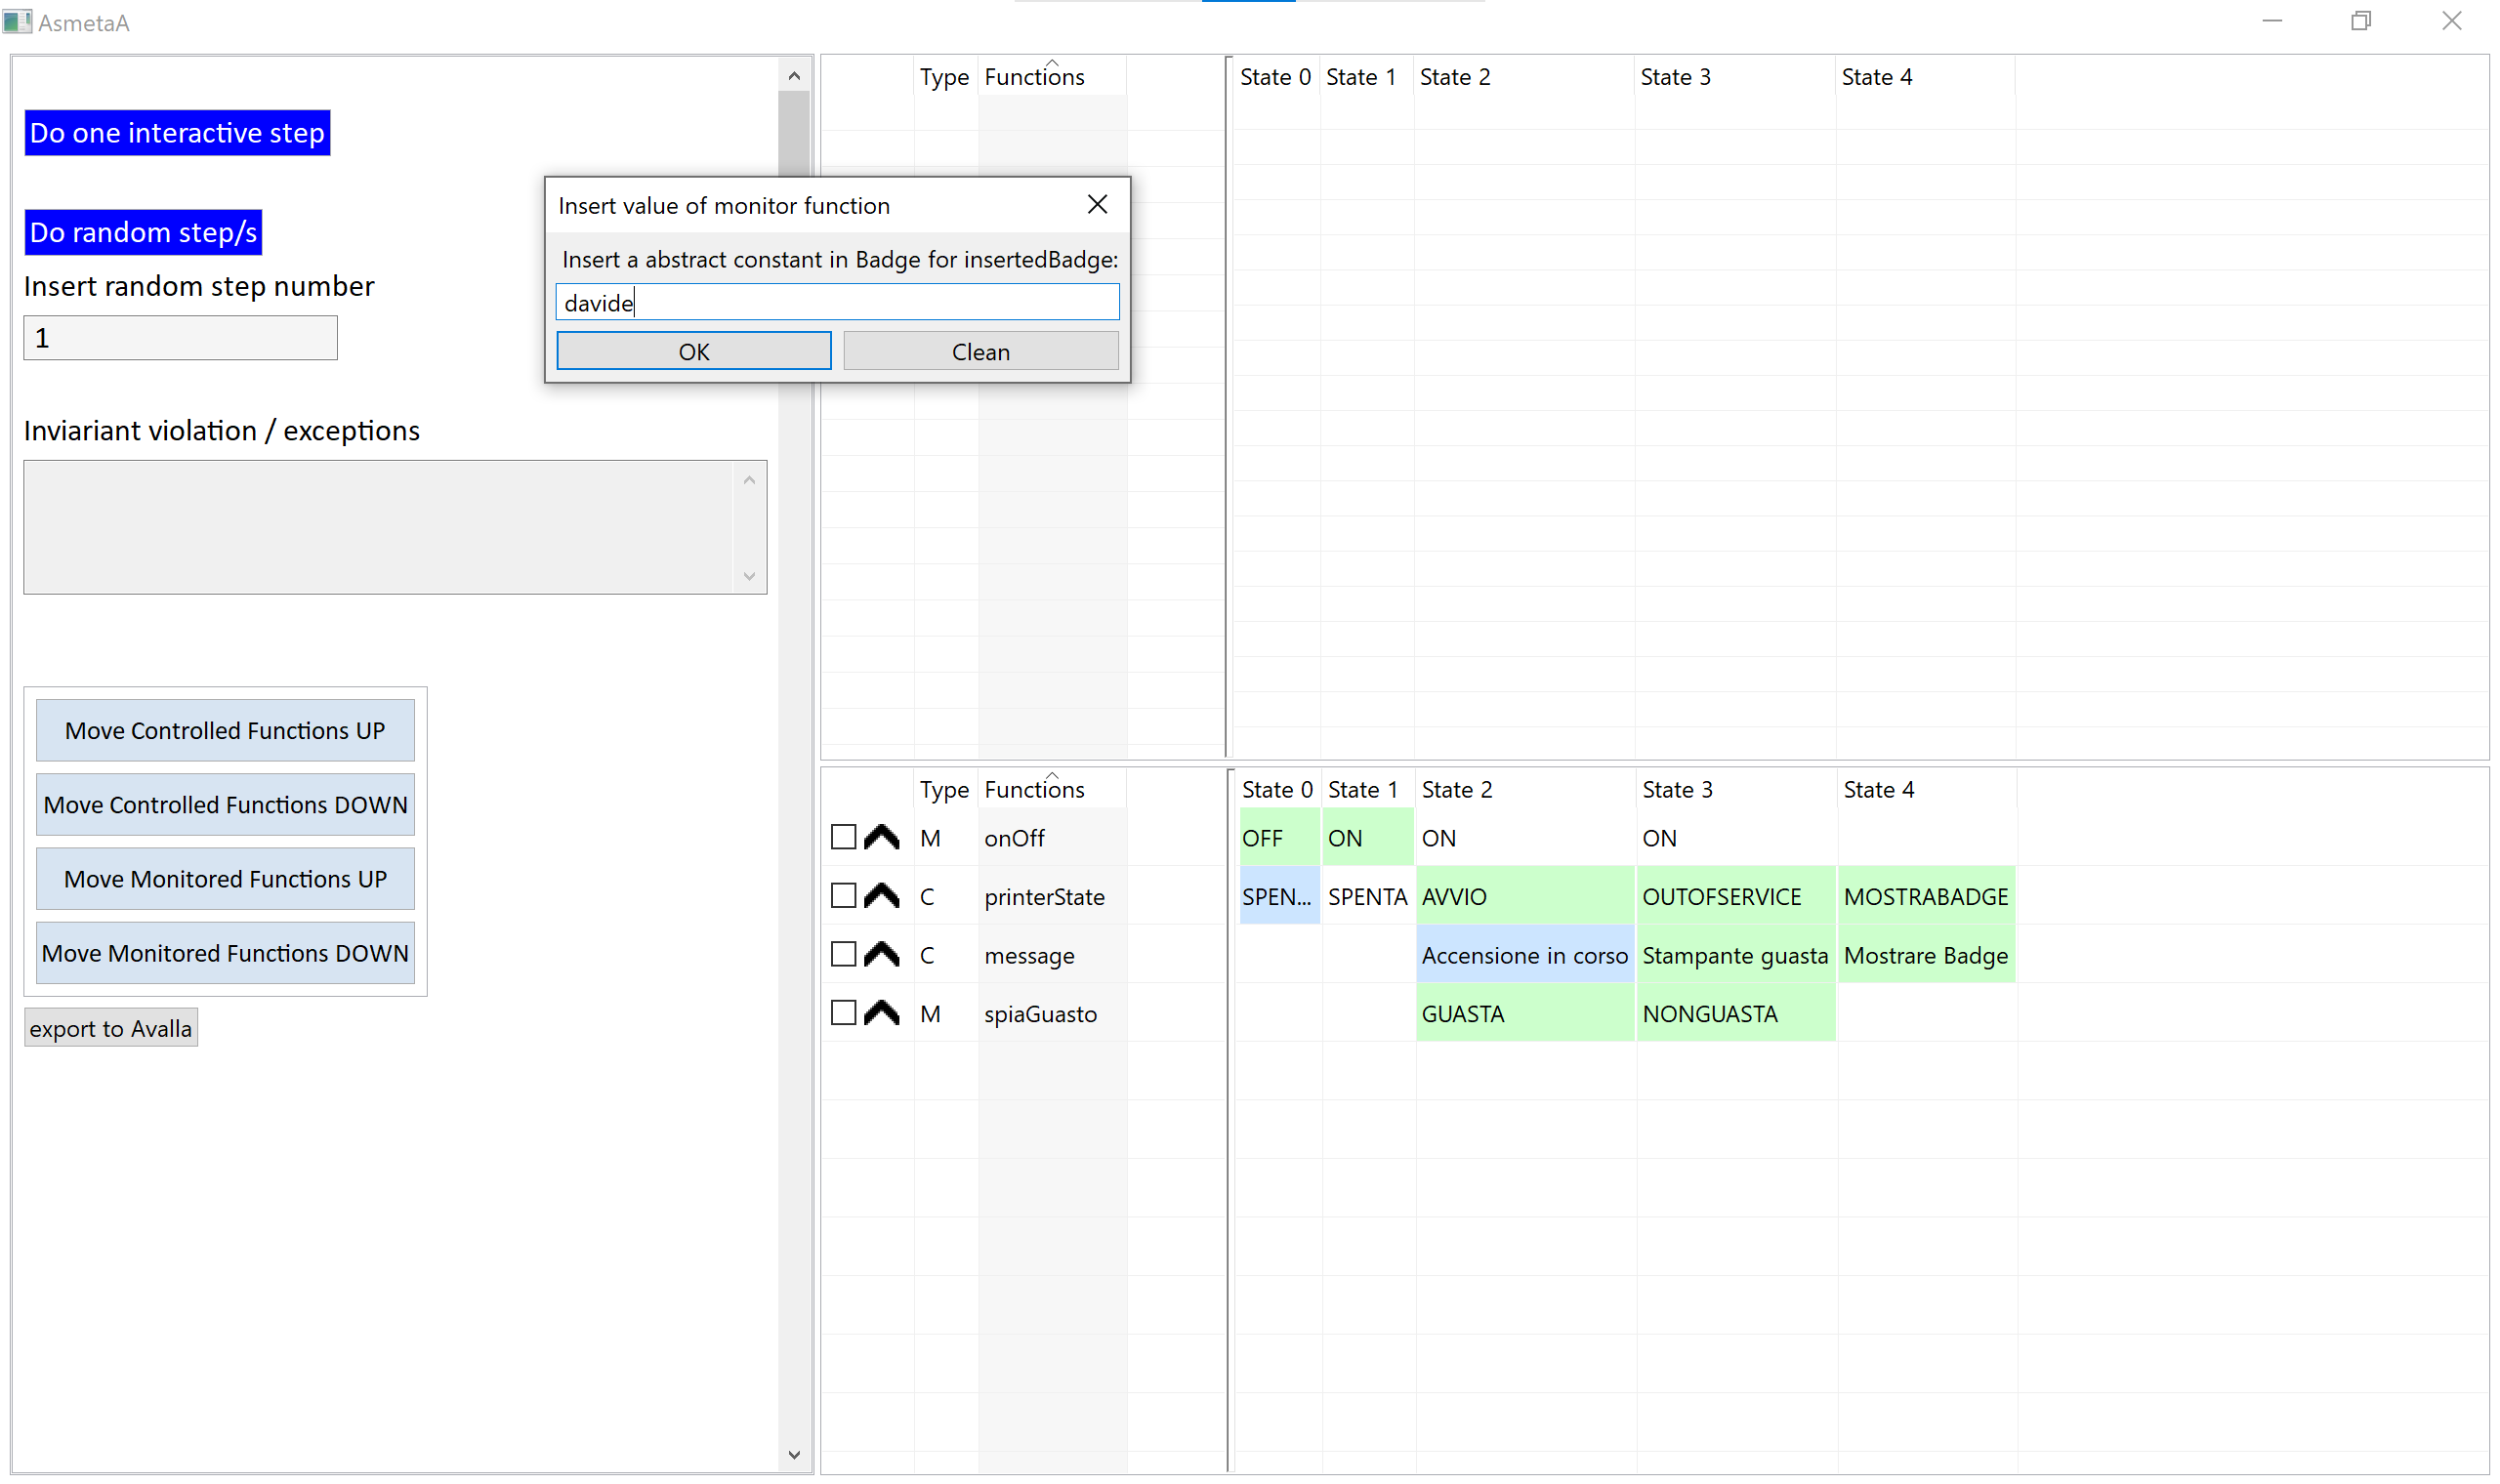 AsmetaA
Do one interactive step
Do random step/s
Insert random step number
1
Inviariant violation / exceptions
Move Controlled Functions UP
Move Controlled Functions DOWN
Move Monitored Functions UP
Move Monitored Functions DOWN
export to Avalla
Insert value of monitor function
Insert a abstract constant in Badge for insertedBadge:
davide
OK Clean
Type Functions State 0 State 1 State 2 State 3 State 4
Type Functions State 0 State 1 State 2 State 3 State 4
M onOff OFF ON ON ON
C printerState SPEN... SPENTA AVVIO OUTOFSERVICE MOSTRABADGE
C message Accensione in corso Stampante guasta Mostrare Badge
M spiaGuasto GUASTA NONGUASTA